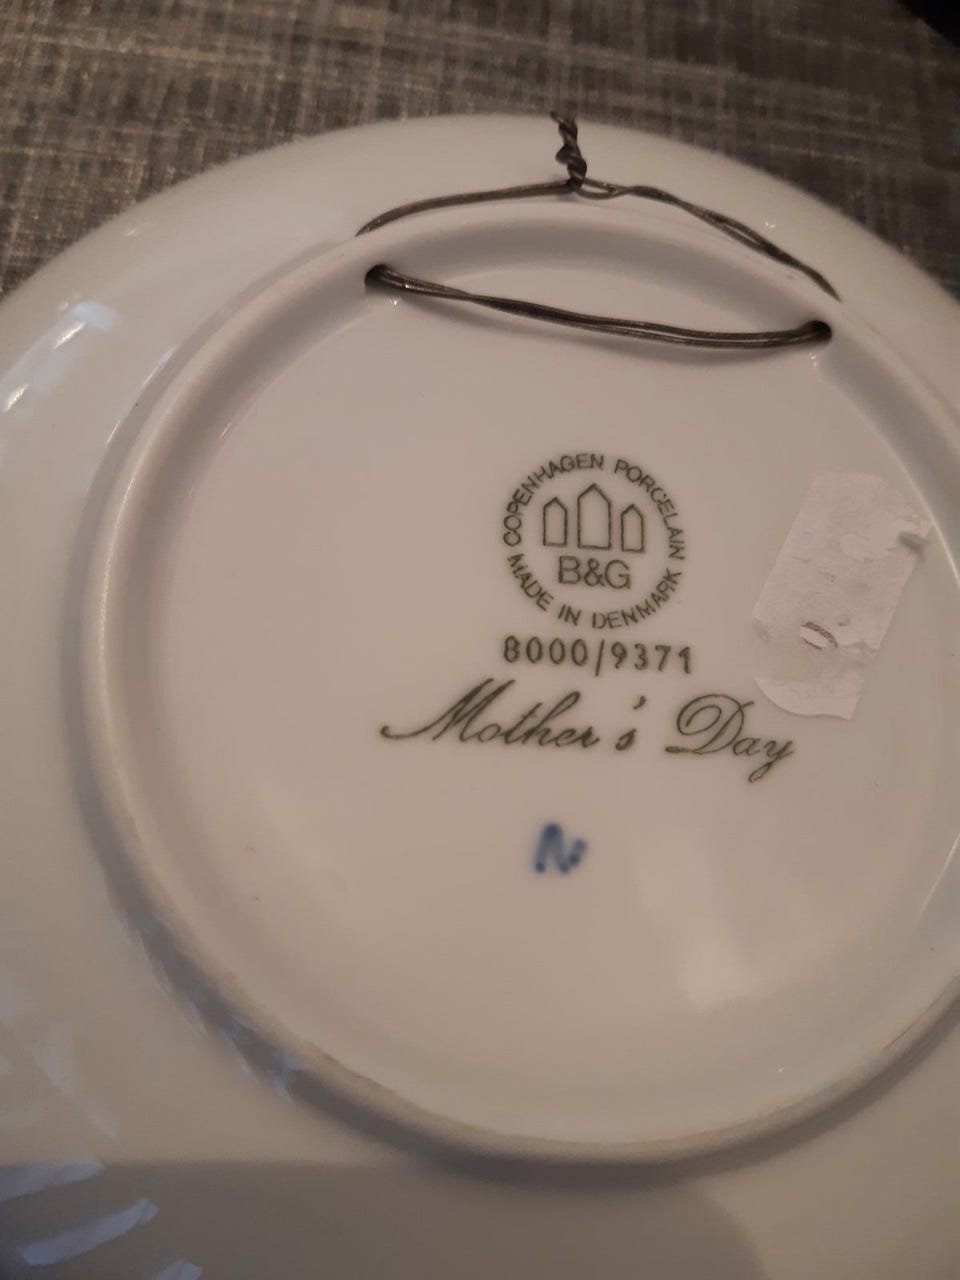 COPENHAGEN PORCELAIN
B&G
MADE IN DENMARK
8000/9371
Mother's Day
N